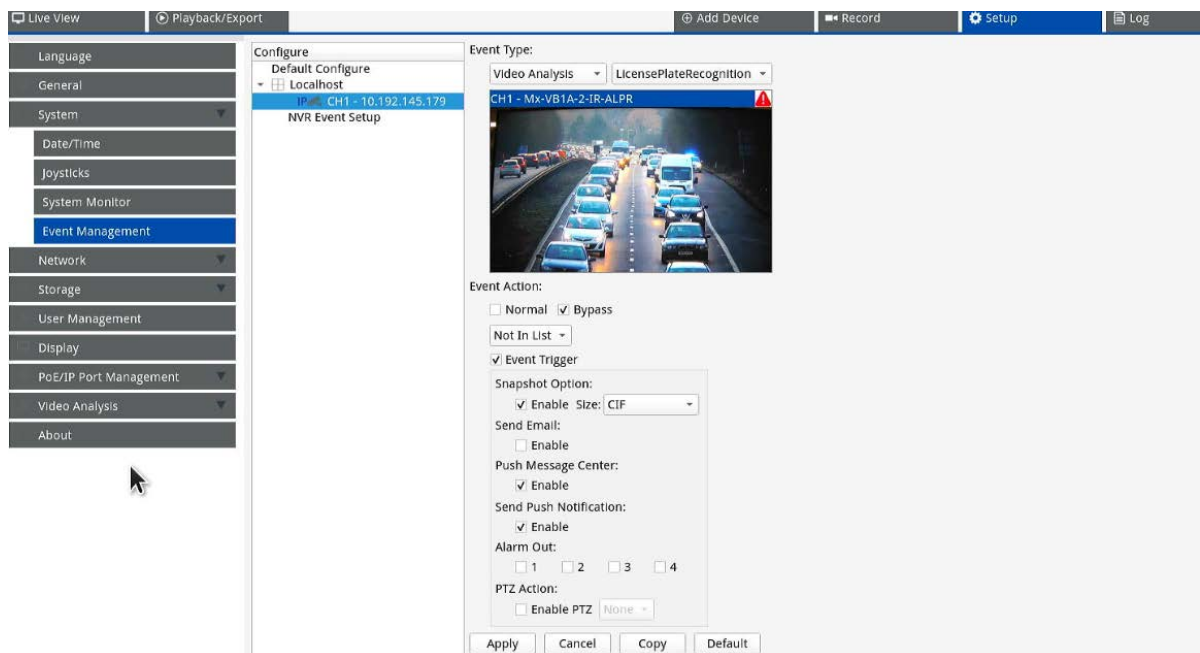 Live View
Playback/Export
Add Device
Record
Setup
Log
Language
General
System
Date/Time
Joysticks
System Monitor
Event Management
Network
Storage
User Management
Display
PoE/IP Port Management
Video Analysis
About
Configure
Default Configure
Localhost
IP CH1 - 10.192.145.179
NVR Event Setup
Event Type:
Video Analysis
LicensePlateRecognition
CH1 - Mx-VB1A-2-IR-ALPR
Event Action:
Normal Bypass
Not In List
Event Trigger
Snapshot Option:
Enable Size: CIF
Send Email:
Enable
Push Message Center:
Enable
Send Push Notification:
Enable
Alarm Out:
1 2 3 4
PTZ Action:
Enable PTZ None
Apply Cancel Copy Default